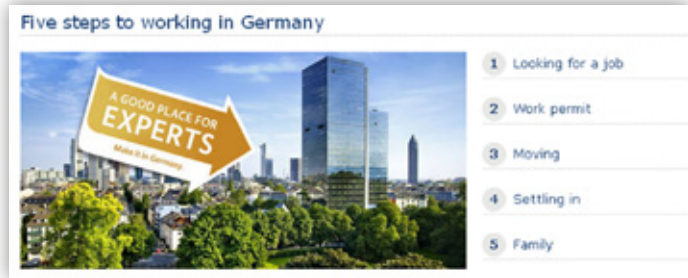 Five steps to working in Germany
A GOOD PLACE FOR
EXPERTS
Make it in Germany
1 Looking for a job
2 Work permit
3 Moving
4 Settling in
5 Family